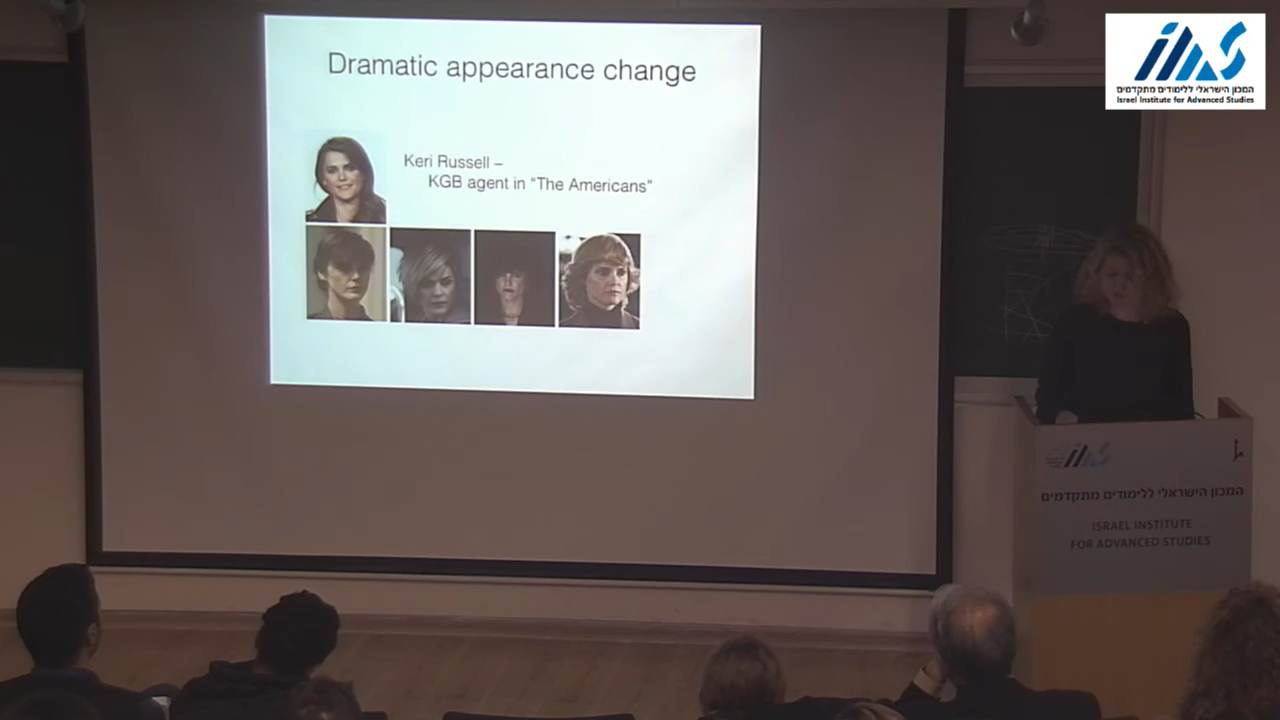 Dramatic appearance change
Keri Russell –
KGB agent in "The Americans"
המכון הישראלי ללימודים מתקדמים
Israel Institute for Advanced Studies
המכון הישראלי ללימודים מתקדמים
ISRAEL INSTITUTE
FOR ADVANCED STUDIES